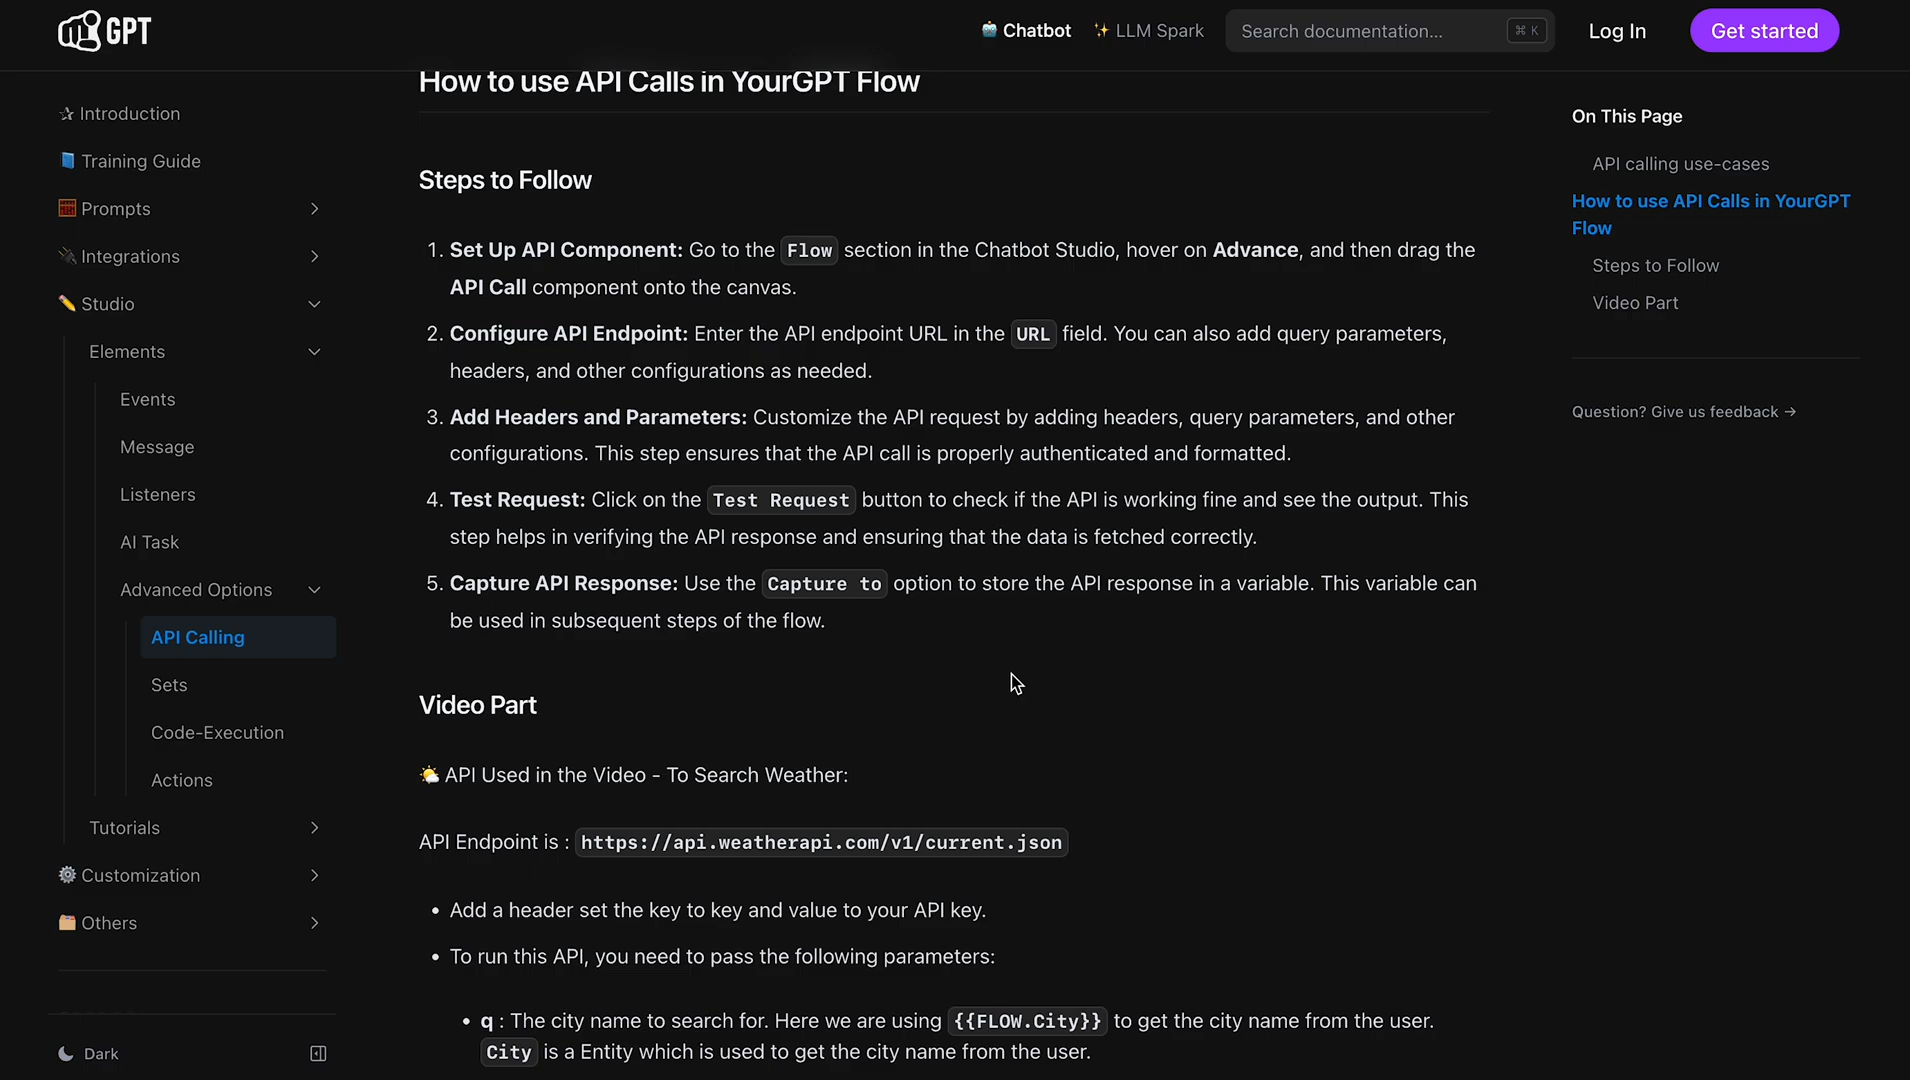 GPT
Chatbot
LLM Spark
Search documentation...
⌘ K
Log In
Get started
Introduction
Training Guide
Prompts
Integrations
Studio
Elements
Events
Message
Listeners
AI Task
Advanced Options
API Calling
Sets
Code-Execution
Actions
Tutorials
Customization
Others
Dark
How to use API Calls in YourGPT Flow
Steps to Follow
1. Set Up API Component: Go to the Flow section in the Chatbot Studio, hover on Advance, and then drag the
API Call component onto the canvas.
2. Configure API Endpoint: Enter the API endpoint URL in the URL field. You can also add query parameters,
headers, and other configurations as needed.
3. Add Headers and Parameters: Customize the API request by adding headers, query parameters, and other
configurations. This step ensures that the API call is properly authenticated and formatted.
4. Test Request: Click on the Test Request button to check if the API is working fine and see the output. This
step helps in verifying the API response and ensuring that the data is fetched correctly.
5. Capture API Response: Use the Capture to option to store the API response in a variable. This variable can
be used in subsequent steps of the flow.
Video Part
🌤️ API Used in the Video - To Search Weather:
API Endpoint is : https://api.weatherapi.com/v1/current.json
• Add a header set the key to key and value to your API key.
• To run this API, you need to pass the following parameters:
• q : The city name to search for. Here we are using {{FLOW.City}} to get the city name from the user.
City is a Entity which is used to get the city name from the user.
On This Page
API calling use-cases
How to use API Calls in YourGPT
Flow
Steps to Follow
Video Part
Question? Give us feedback →